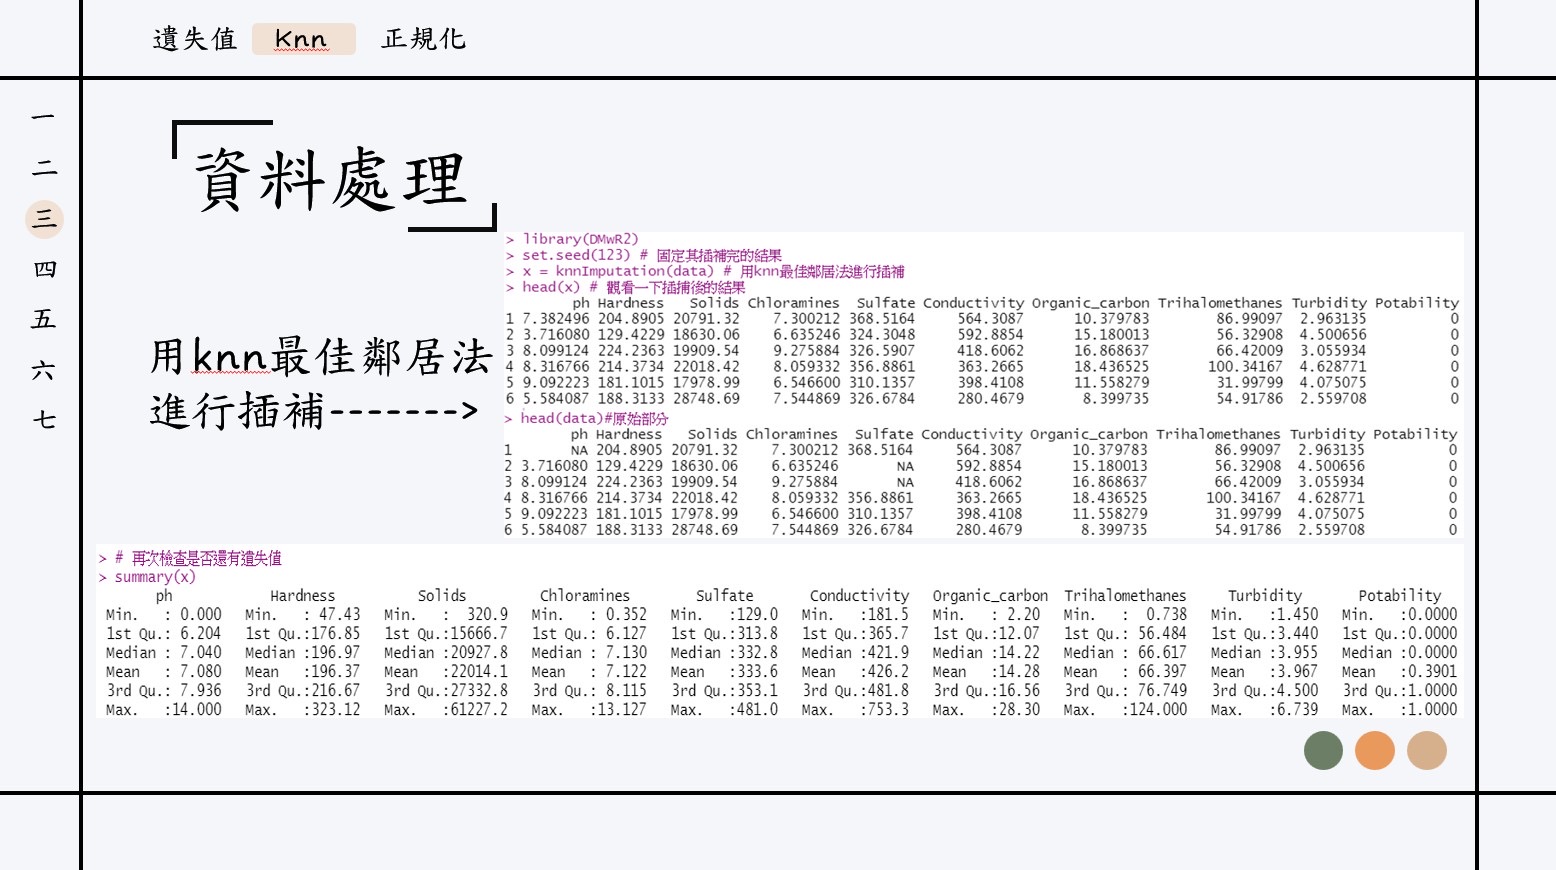 遺失值 Knn 正規化
一
二
三
四
五
六
七
資料處理
用knn最佳鄰居法
進行插補------->
> library(DMwR2)
> set.seed(123) # 固定其插補完的結果
> x = knnImputation(data) # 用knn最佳鄰居法進行插補
> head(x) # 觀看一下插捕後的結果
ph Hardness Solids Chloramines Sulfate Conductivity Organic_carbon Trihalomethanes Turbidity Potability
1 7.382496 204.8905 20791.32 7.300212 368.5164 564.3087 10.379783 86.99097 2.963135 0
2 3.716080 129.4229 18630.06 6.635246 324.3048 592.8854 15.180013 56.32908 4.500656 0
3 8.099124 224.2363 19909.54 9.275884 326.5907 418.6062 16.868637 66.42009 3.055934 0
4 8.316766 214.3734 22018.42 8.059332 356.8861 363.2665 18.436525 100.34167 4.628771 0
5 9.092223 181.1015 17978.99 6.546600 310.1357 398.4108 11.558279 31.99799 4.075075 0
6 5.584087 188.3133 28748.69 7.544869 326.6784 280.4679 8.399735 54.91786 2.559708 0
> head(data)#原始部分
ph Hardness Solids Chloramines Sulfate Conductivity Organic_carbon Trihalomethanes Turbidity Potability
1 NA 204.8905 20791.32 7.300212 368.5164 564.3087 10.379783 86.99097 2.963135 0
2 3.716080 129.4229 18630.06 6.635246 NA 592.8854 15.180013 56.32908 4.500656 0
3 8.099124 224.2363 19909.54 9.275884 NA 418.6062 16.868637 66.42009 3.055934 0
4 8.316766 214.3734 22018.42 8.059332 356.8861 363.2665 18.436525 100.34167 4.628771 0
5 9.092223 181.1015 17978.99 6.546600 310.1357 398.4108 11.558279 31.99799 4.075075 0
6 5.584087 188.3133 28748.69 7.544869 326.6784 280.4679 8.399735 54.91786 2.559708 0
> # 再次檢查是否還有遺失值
> summary(x)
ph Hardness Solids Chloramines Sulfate Conductivity Organic_carbon Trihalomethanes Turbidity Potability
Min. : 0.000 Min. : 47.43 Min. : 320.9 Min. : 0.352 Min. :129.0 Min. :181.5 Min. : 2.20 Min. : 0.738 Min. :1.450 Min. :0.0000
1st Qu.: 6.204 1st Qu.:176.85 1st Qu.:15666.7 1st Qu.: 6.127 1st Qu.:313.8 1st Qu.:365.7 1st Qu.:12.07 1st Qu.: 56.484 1st Qu.:3.440 1st Qu.:0.0000
Median : 7.040 Median :196.97 Median :20927.8 Median : 7.130 Median :332.8 Median :421.9 Median :14.22 Median : 66.617 Median :3.955 Median :0.0000
Mean : 7.080 Mean :196.37 Mean :22014.1 Mean : 7.122 Mean :333.6 Mean :426.2 Mean :14.28 Mean : 66.397 Mean :3.967 Mean :0.3901
3rd Qu.: 7.936 3rd Qu.:216.67 3rd Qu.:27332.8 3rd Qu.: 8.115 3rd Qu.:353.1 3rd Qu.:481.8 3rd Qu.:16.56 3rd Qu.: 76.749 3rd Qu.:4.500 3rd Qu.:1.0000
Max. :14.000 Max. :323.12 Max. :61227.2 Max. :13.127 Max. :481.0 Max. :753.3 Max. :28.30 Max. :124.000 Max. :6.739 Max. :1.0000